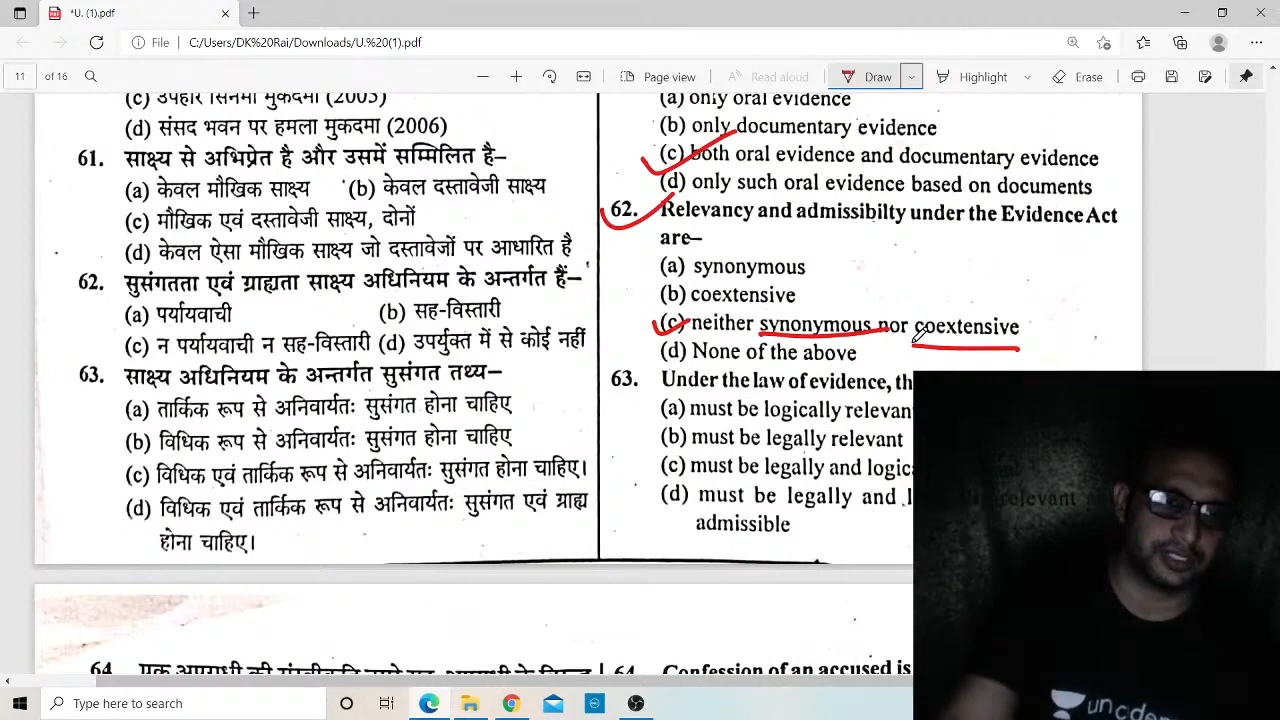 *U. (1).pdf
File C:/Users/DK%20Rai/Downloads/U.%20(1).pdf
11 of 16 Page view Read aloud Draw Highlight Erase
(c) उपहार सिनेमा मुकदमा (2003)
(d) संसद भवन पर हमला मुकदमा (2006)
61. साक्ष्य से अभिप्रेत है और उसमें सम्मिलित है–
(a) केवल मौखिक साक्ष्य (b) केवल दस्तावेजी साक्ष्य
(c) मौखिक एवं दस्तावेजी साक्ष्य, दोनों
(d) केवल ऐसा मौखिक साक्ष्य जो दस्तावेजों पर आधारित है
62. सुसंगतता एवं ग्राह्यता साक्ष्य अधिनियम के अन्तर्गत हैं–
(a) पर्यायवाची (b) सह-विस्तारी
(c) न पर्यायवाची न सह-विस्तारी (d) उपर्युक्त में से कोई नहीं
63. साक्ष्य अधिनियम के अन्तर्गत सुसंगत तथ्य–
(a) तार्किक रूप से अनिवार्यतः सुसंगत होना चाहिए
(b) विधिक रूप से अनिवार्यतः सुसंगत होना चाहिए
(c) विधिक एवं तार्किक रूप से अनिवार्यतः सुसंगत होना चाहिए।
(d) विधिक एवं तार्किक रूप से अनिवार्यतः सुसंगत एवं ग्राह्य
होना चाहिए।
(a) only oral evidence
(b) only documentary evidence
(c) both oral evidence and documentary evidence
(d) only such oral evidence based on documents
62. Relevancy and admissibilty under the Evidence Act
are–
(a) synonymous
(b) coextensive
(c) neither synonymous nor coextensive
(d) None of the above
63. Under the law of evidence, th
(a) must be logically relevan
(b) must be legally relevant
(c) must be legally and logic
(d) must be legally and l relevant
admissible
64.
64. Confession of an accused is
Type here to search